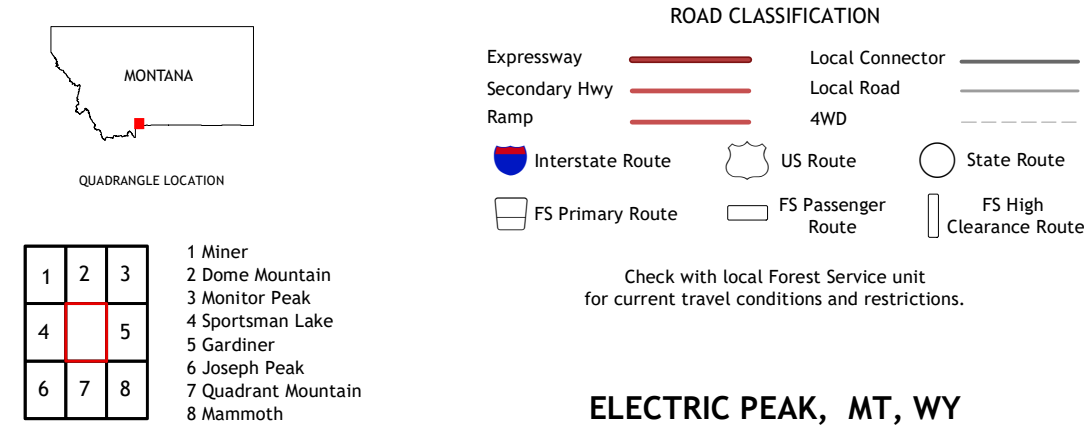 MONTANA
QUADRANGLE LOCATION
1
2
3
4
5
6
7
8
1 Miner
2 Dome Mountain
3 Monitor Peak
4 Sportsman Lake
5 Gardiner
6 Joseph Peak
7 Quadrant Mountain
8 Mammoth
ROAD CLASSIFICATION
Expressway
Local Connector
Secondary Hwy
Local Road
Ramp
4WD
Interstate Route
US Route
State Route
FS Primary Route
FS Passenger
Route
FS High
Clearance Route
Check with local Forest Service unit
for current travel conditions and restrictions.
ELECTRIC PEAK, MT, WY